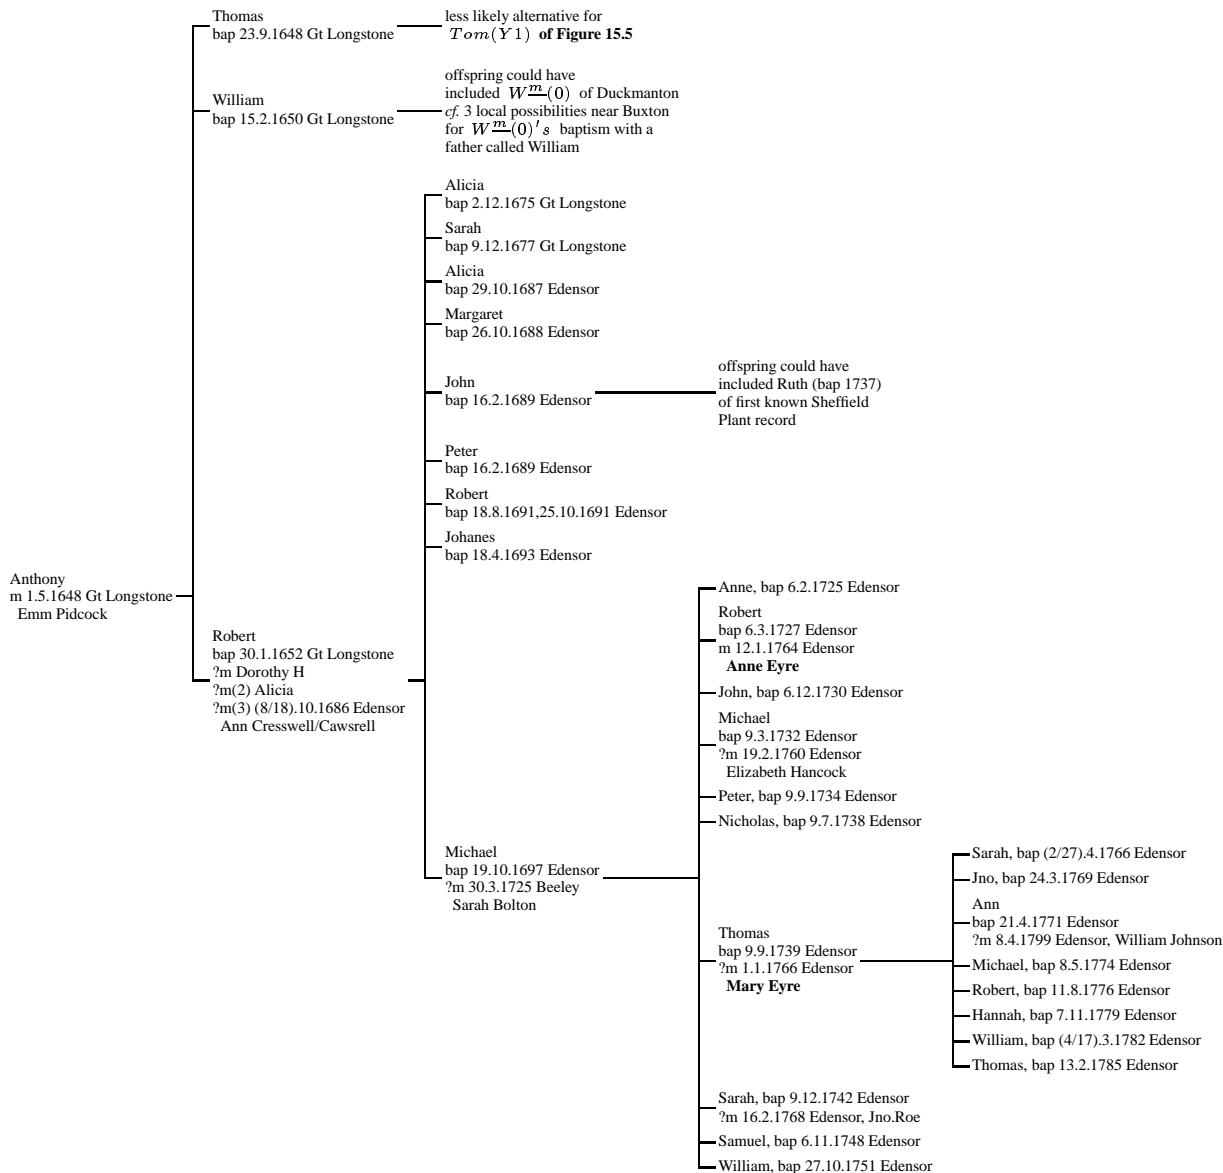 Thomas
bap 23.9.1648 Gt Longstone
less likely alternative for
Tom(Y1) of Figure 15.5
William
bap 15.2.1650 Gt Longstone
offspring could have
included W<u>m</u>(0) of Duckmanton
cf. 3 local possibilities near Buxton
for W<u>m</u>(0)'s baptism with a
father called William
Alicia
bap 2.12.1675 Gt Longstone
Sarah
bap 9.12.1677 Gt Longstone
Alicia
bap 29.10.1687 Edensor
Margaret
bap 26.10.1688 Edensor
John
bap 16.2.1689 Edensor
offspring could have
included Ruth (bap 1737)
of first known Sheffield
Plant record
Peter
bap 16.2.1689 Edensor
Robert
bap 18.8.1691,25.10.1691 Edensor
Johanes
bap 18.4.1693 Edensor
Anthony
m 1.5.1648 Gt Longstone
Emm Pidcock
Robert
bap 30.1.1652 Gt Longstone
?m Dorothy H
?m(2) Alicia
?m(3) (8/18).10.1686 Edensor
Ann Cresswell/Cawsrell
Michael
bap 19.10.1697 Edensor
?m 30.3.1725 Beeley
Sarah Bolton
Anne, bap 6.2.1725 Edensor
Robert
bap 6.3.1727 Edensor
m 12.1.1764 Edensor
Anne Eyre
John, bap 6.12.1730 Edensor
Michael
bap 9.3.1732 Edensor
?m 19.2.1760 Edensor
Elizabeth Hancock
Peter, bap 9.9.1734 Edensor
Nicholas, bap 9.7.1738 Edensor
Thomas
bap 9.9.1739 Edensor
?m 1.1.1766 Edensor
Mary Eyre
Sarah, bap (2/27).4.1766 Edensor
Jno, bap 24.3.1769 Edensor
Ann
bap 21.4.1771 Edensor
?m 8.4.1799 Edensor, William Johnson
Michael, bap 8.5.1774 Edensor
Robert, bap 11.8.1776 Edensor
Hannah, bap 7.11.1779 Edensor
William, bap (4/17).3.1782 Edensor
Thomas, bap 13.2.1785 Edensor
Sarah, bap 9.12.1742 Edensor
?m 16.2.1768 Edensor, Jno.Roe
Samuel, bap 6.11.1748 Edensor
William, bap 27.10.1751 Edensor